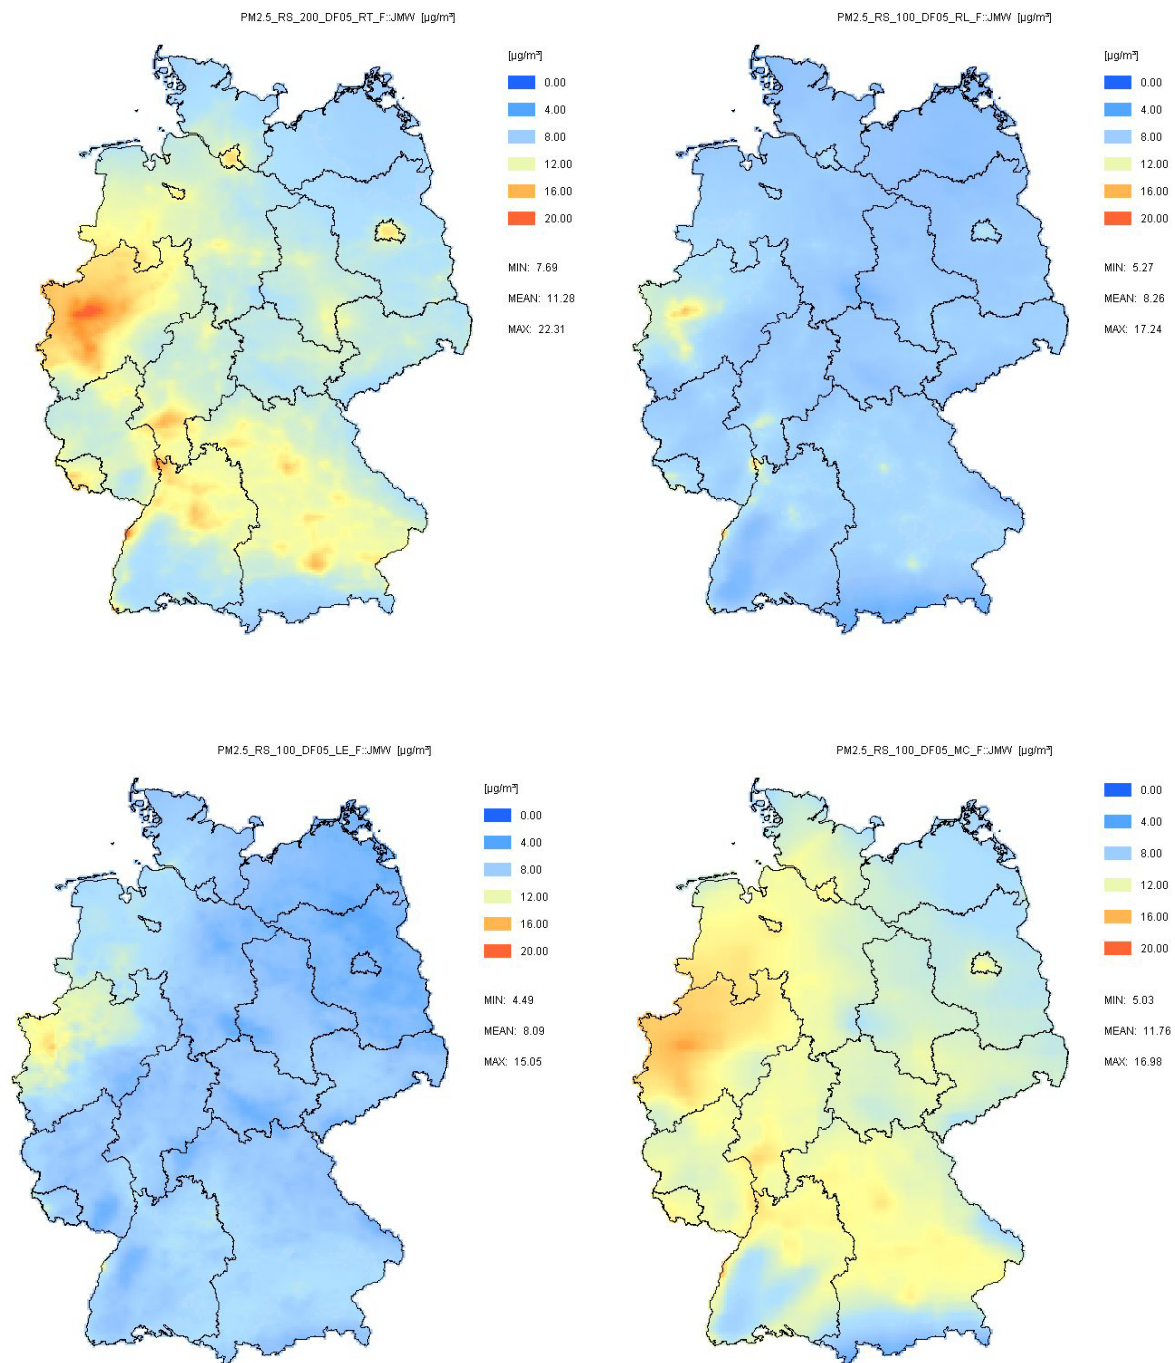 PM2.5_RS_200_DF05_RT_F::JMW [µg/m³]
[µg/m³]
0.00
4.00
8.00
12.00
16.00
20.00
MIN: 7.69
MEAN: 11.28
MAX: 22.31
PM2.5_RS_100_DF05_RL_F::JMW [µg/m³]
[µg/m³]
0.00
4.00
8.00
12.00
16.00
20.00
MIN: 5.27
MEAN: 8.26
MAX: 17.24
PM2.5_RS_100_DF05_LE_F::JMW [µg/m³]
[µg/m³]
0.00
4.00
8.00
12.00
16.00
20.00
MIN: 4.49
MEAN: 8.09
MAX: 15.05
PM2.5_RS_100_DF05_MC_F::JMW [µg/m³]
0.00
4.00
8.00
12.00
16.00
20.00
MIN: 5.03
MEAN: 11.76
MAX: 16.98